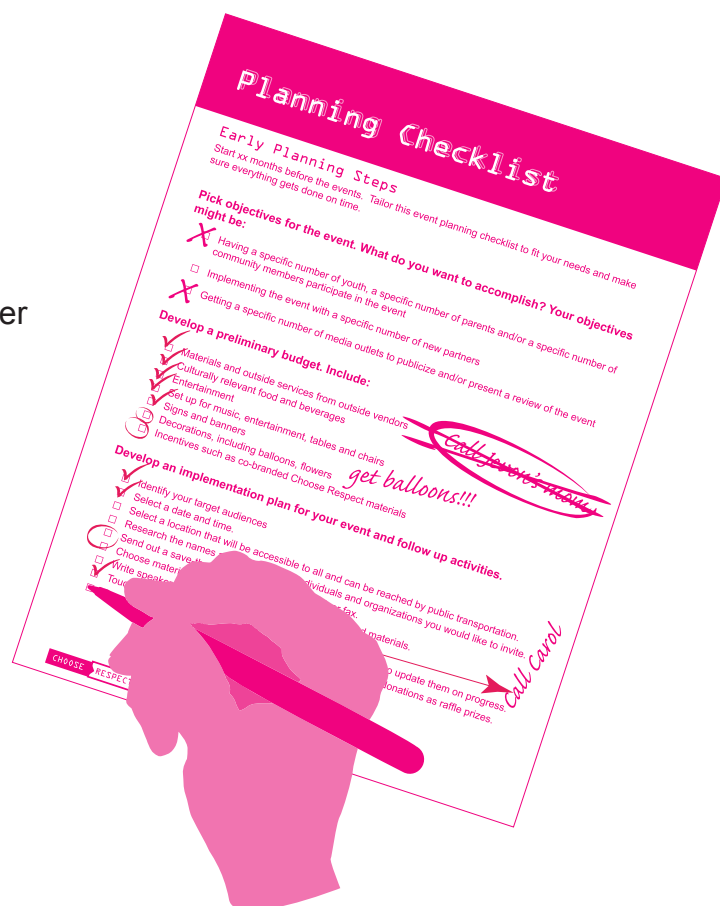 er
Planning Checklist
Early Planning Steps
Start xx months before the events. Tailor this event planning checklist to fit your needs and make
sure everything gets done on time.
Pick objectives for the event. What do you want to accomplish? Your objectives
might be:
Having a specific number of youth, a specific number of parents and/or a specific number of
community members participate in the event
Implementing the event with a specific number of new partners
Getting a specific number of media outlets to publicize and/or present a review of the event
Develop a preliminary budget. Include:
Materials and outside services from outside vendors
Culturally relevant food and beverages
Entertainment
Set up for music, entertainment, tables and chairs
Signs and banners
Decorations, including balloons, flowers
Incentives such as co-branded Choose Respect materials
get balloons!!!
Call Jevon's mom
Develop an implementation plan for your event and follow up activities.
Identify your target audiences
Select a date and time.
Select a location that will be accessible to all and can be reached by public transportation.
Research the names ividuals and organizations you would like to invite.
Send out a save fax.
Choose materi materials.
Write speake o update them on progress.
Tou donations as raffle prizes.
Call Carol
CHOOSE RESPECT